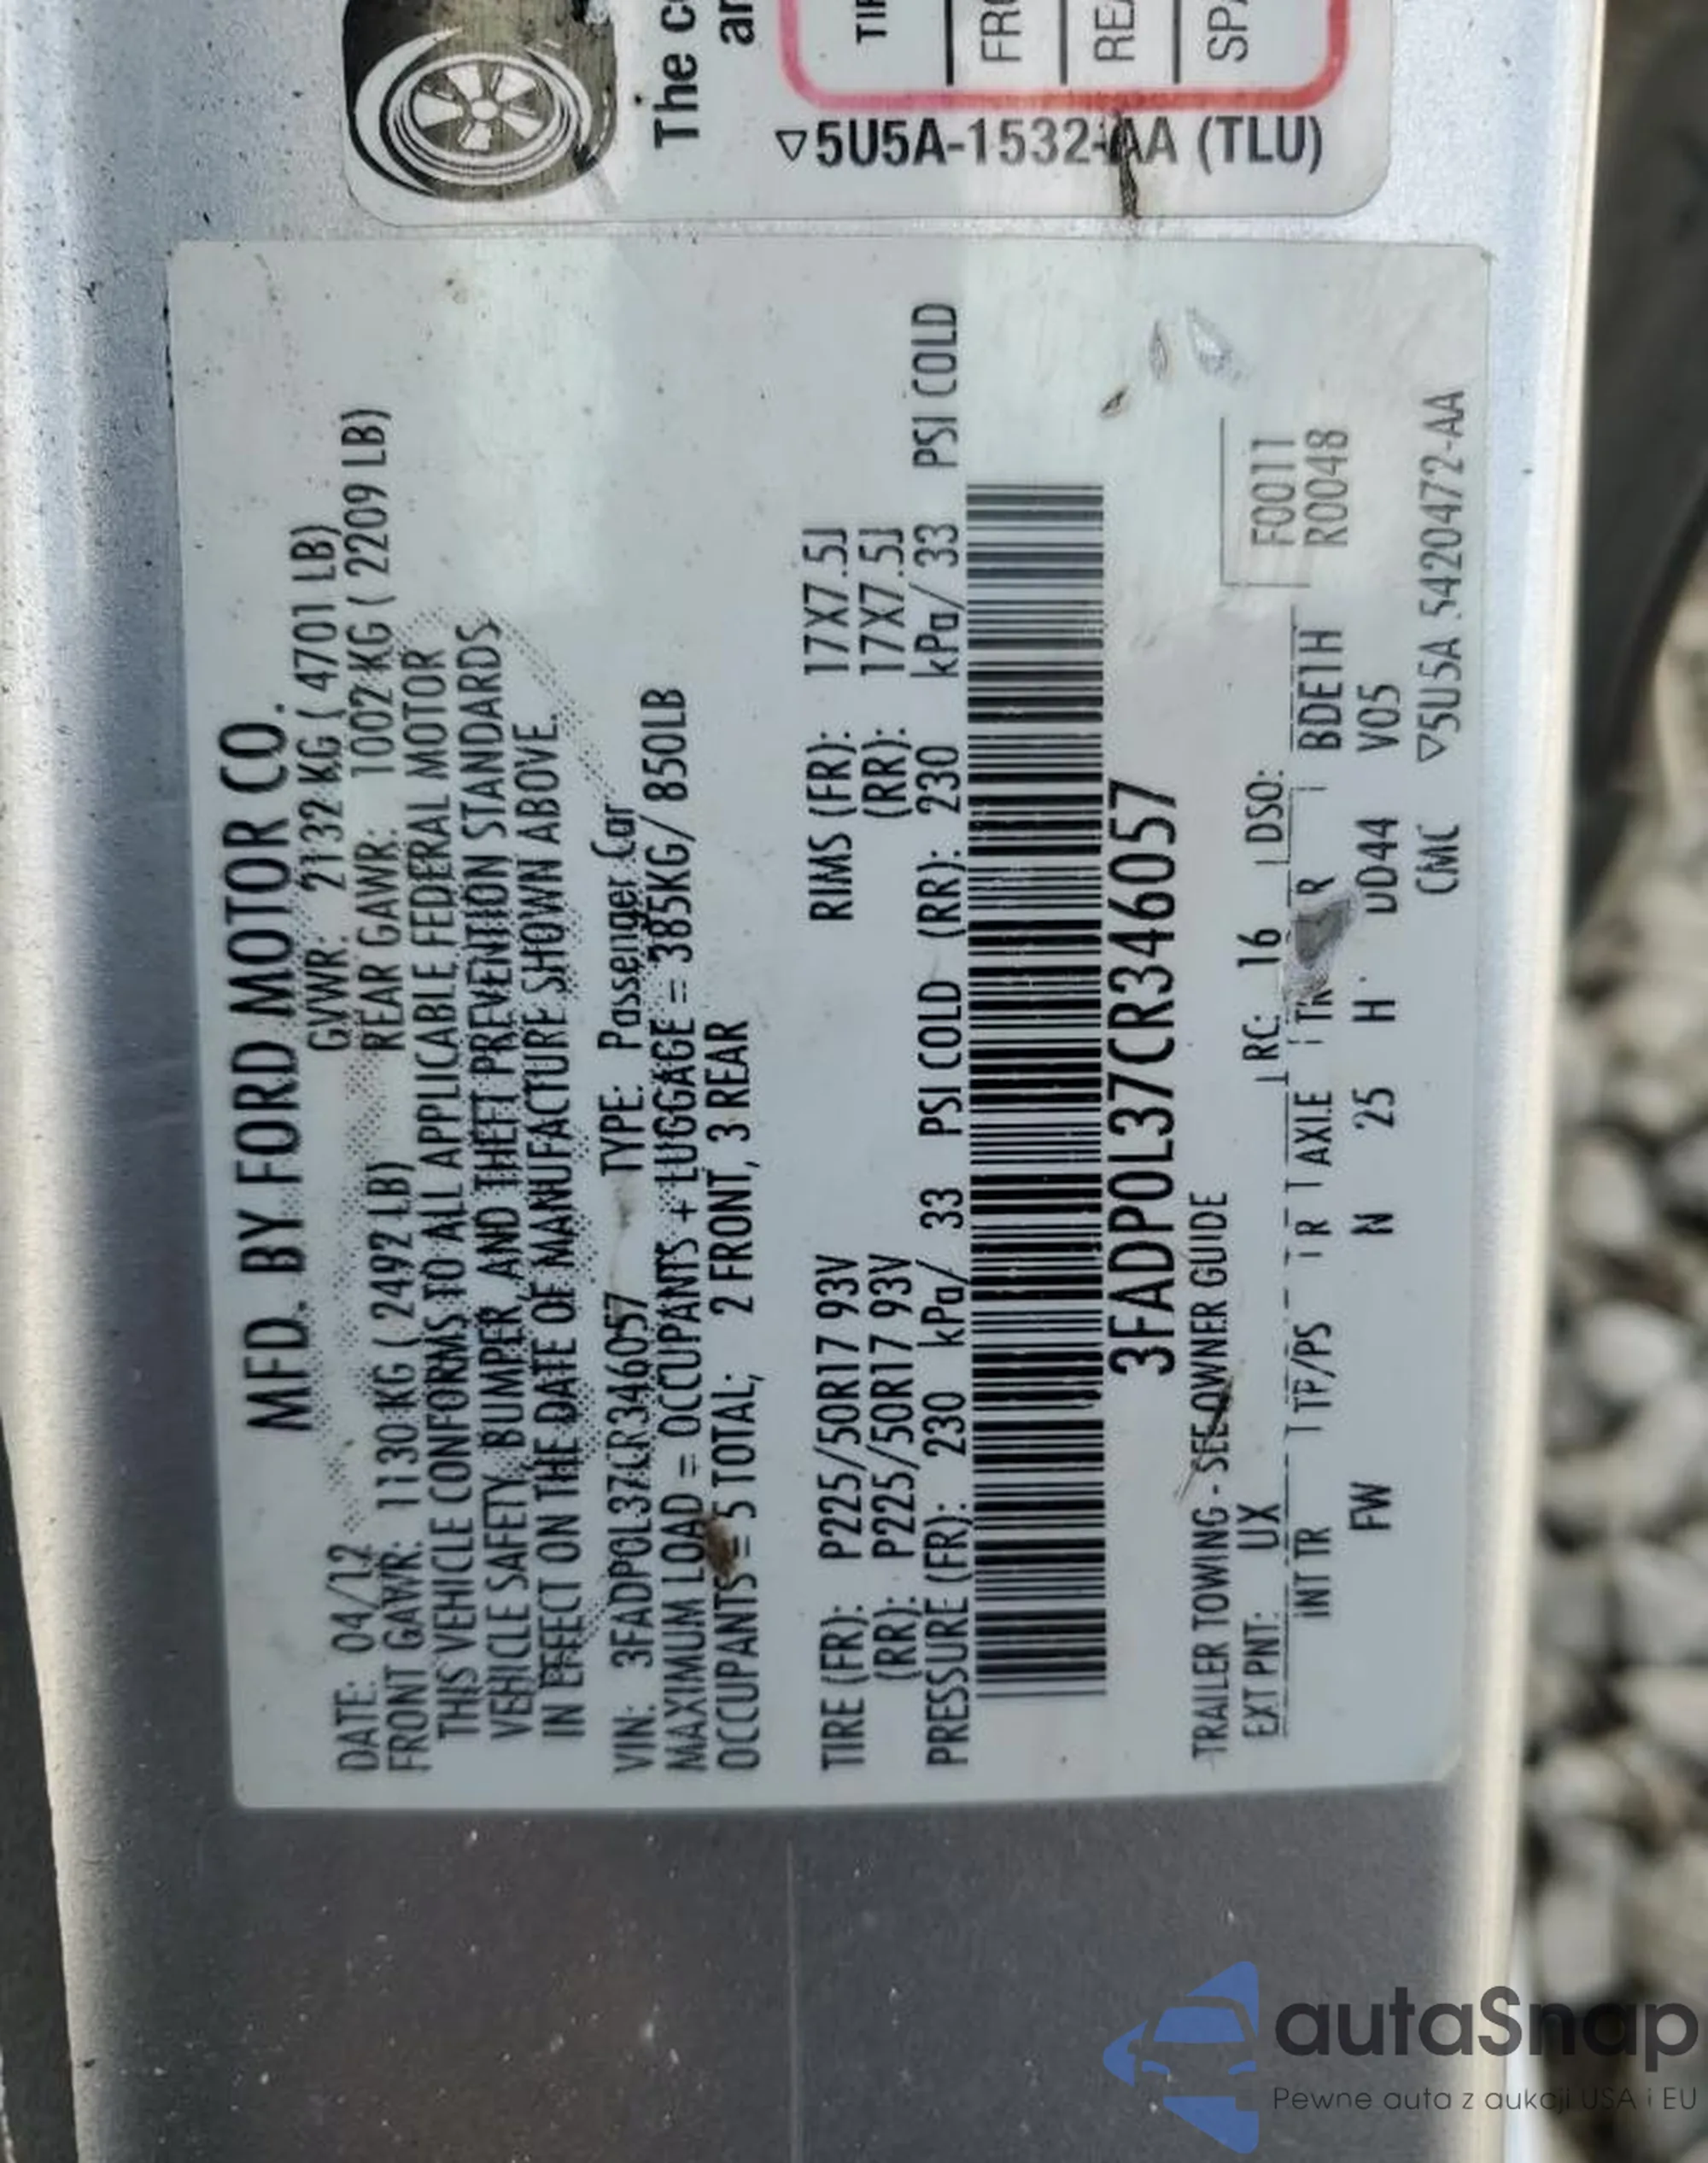 The
TIR
FRO
REA
SPA
▽5U5A-1532-AA (TLU)
MFD. BY FORD MOTOR CO.
DATE: 04/12 GVWR: 2132 KG ( 4701 LB)
FRONT GAWR: 1130 KG ( 2492 LB) REAR GAWR: 1002 KG ( 2209 LB)
THIS VEHICLE CONFORMS TO ALL APPLICABLE FEDERAL MOTOR
VEHICLE SAFETY, BUMPER, AND THEFT PREVENTION STANDARDS
IN EFFECT ON THE DATE OF MANUFACTURE SHOWN ABOVE.
VIN: 3FADP0L37CR346057 TYPE: Passenger Car
MAXIMUM LOAD = OCCUPANTS + LUGGAGE = 385KG/ 850LB
OCCUPANTS = 5 TOTAL; 2 FRONT, 3 REAR
TIRE (FR): P225/50R17 93V RIMS (FR): 17X7.5J
(RR): P225/50R17 93V (RR): 17X7.5J
PRESSURE (FR): 230 kPa/ 33 PSI COLD (RR): 230 kPa/ 33 PSI COLD
3FADP0L37CR346057
TRAILER TOWING - SEE OWNER GUIDE
EXT PNT: UX RC: 16 DSO: F0011
INT TR TP/PS R AXLE TR R BDE1H R0048
FW N 25 H DD44 V05
CMC ▽5U5A 5420472-AA
autaSnap
Pewne auta z aukcji USA i EU